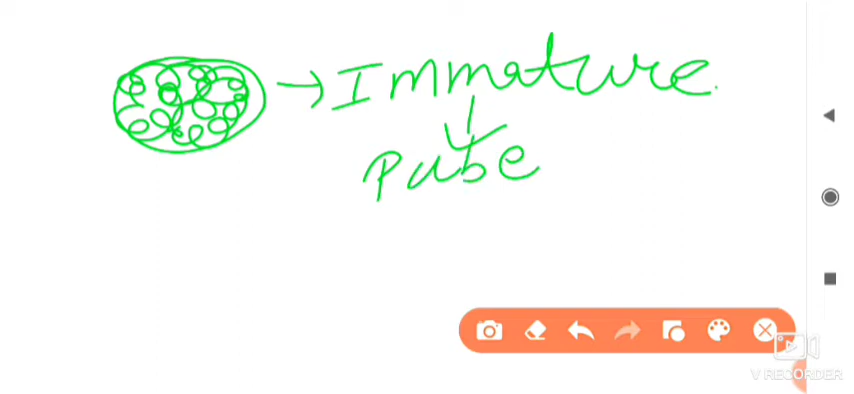 → Immature.
↓
pube
V RECORDER